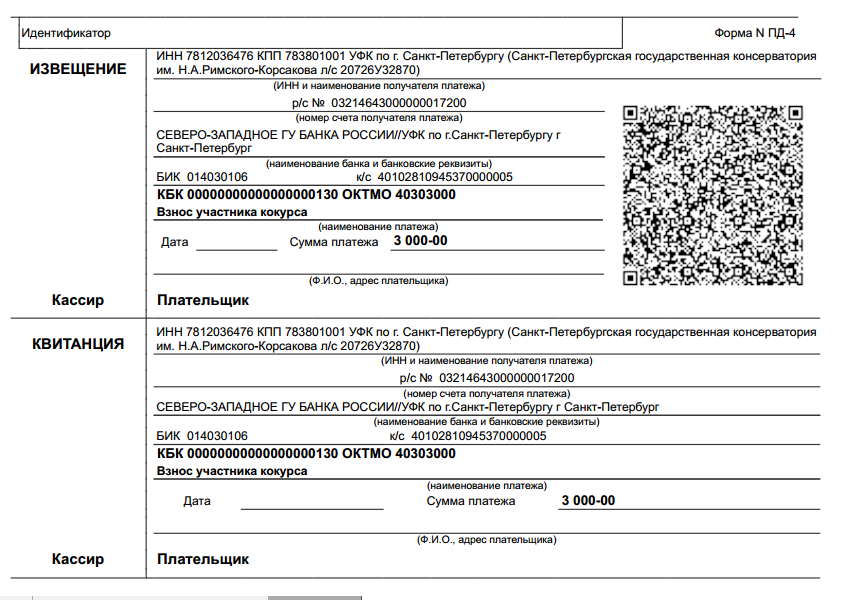 Идентификатор
Форма N ПД-4
ИЗВЕЩЕНИЕ
ИНН 7812036476 КПП 783801001 УФК по г. Санкт-Петербургу (Санкт-Петербургская государственная консерватория
им. Н.А.Римского-Корсакова л/с 20726У32870)
(ИНН и наименование получателя платежа)
р/с № 03214643000000017200
(номер счета получателя платежа)
СЕВЕРО-ЗАПАДНОЕ ГУ БАНКА РОССИИ//УФК по г.Санкт-Петербургу г
Санкт-Петербург
(наименование банка и банковские реквизиты)
БИК 014030106 к/с 40102810945370000005
КБК 00000000000000000130 ОКТМО 40303000
Взнос участника кокурса
(наименование платежа)
Дата Сумма платежа 3 000-00
(Ф.И.О., адрес плательщика)
Кассир Плательщик
КВИТАНЦИЯ
ИНН 7812036476 КПП 783801001 УФК по г. Санкт-Петербургу (Санкт-Петербургская государственная консерватория
им. Н.А.Римского-Корсакова л/с 20726У32870)
(ИНН и наименование получателя платежа)
р/с № 03214643000000017200
(номер счета получателя платежа)
СЕВЕРО-ЗАПАДНОЕ ГУ БАНКА РОССИИ//УФК по г.Санкт-Петербургу г Санкт-Петербург
(наименование банка и банковские реквизиты)
БИК 014030106 к/с 40102810945370000005
КБК 00000000000000000130 ОКТМО 40303000
Взнос участника кокурса
(наименование платежа)
Дата Сумма платежа 3 000-00
(Ф.И.О., адрес плательщика)
Кассир Плательщик